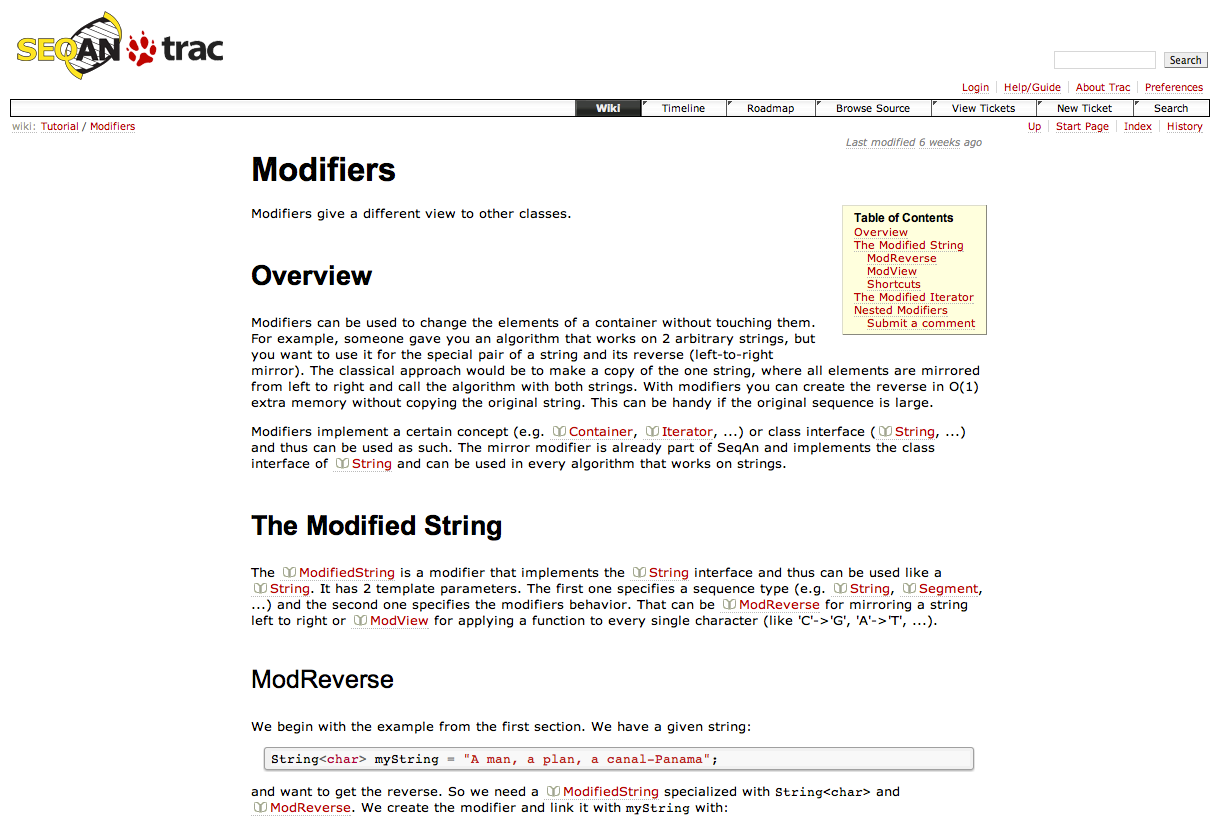 SEQAN trac
Search
Login Help/Guide About Trac Preferences
Wiki Timeline Roadmap Browse Source View Tickets New Ticket Search
wiki: Tutorial / Modifiers
Up Start Page Index History
Last modified 6 weeks ago
Modifiers
Modifiers give a different view to other classes.
Table of Contents
Overview
The Modified String
ModReverse
ModView
Shortcuts
The Modified Iterator
Nested Modifiers
Submit a comment
Overview
Modifiers can be used to change the elements of a container without touching them.
For example, someone gave you an algorithm that works on 2 arbitrary strings, but
you want to use it for the special pair of a string and its reverse (left-to-right
mirror). The classical approach would be to make a copy of the one string, where all elements are mirrored
from left to right and call the algorithm with both strings. With modifiers you can create the reverse in O(1)
extra memory without copying the original string. This can be handy if the original sequence is large.
Modifiers implement a certain concept (e.g. Container, Iterator, ...) or class interface (String, ...)
and thus can be used as such. The mirror modifier is already part of SeqAn and implements the class
interface of String and can be used in every algorithm that works on strings.
The Modified String
The ModifiedString is a modifier that implements the String interface and thus can be used like a
String. It has 2 template parameters. The first one specifies a sequence type (e.g. String, Segment,
...) and the second one specifies the modifiers behavior. That can be ModReverse for mirroring a string
left to right or ModView for applying a function to every single character (like 'C'->'G', 'A'->'T', ...).
ModReverse
We begin with the example from the first section. We have a given string:
String<char> myString = "A man, a plan, a canal-Panama";
and want to get the reverse. So we need a ModifiedString specialized with String<char> and
ModReverse. We create the modifier and link it with myString with: